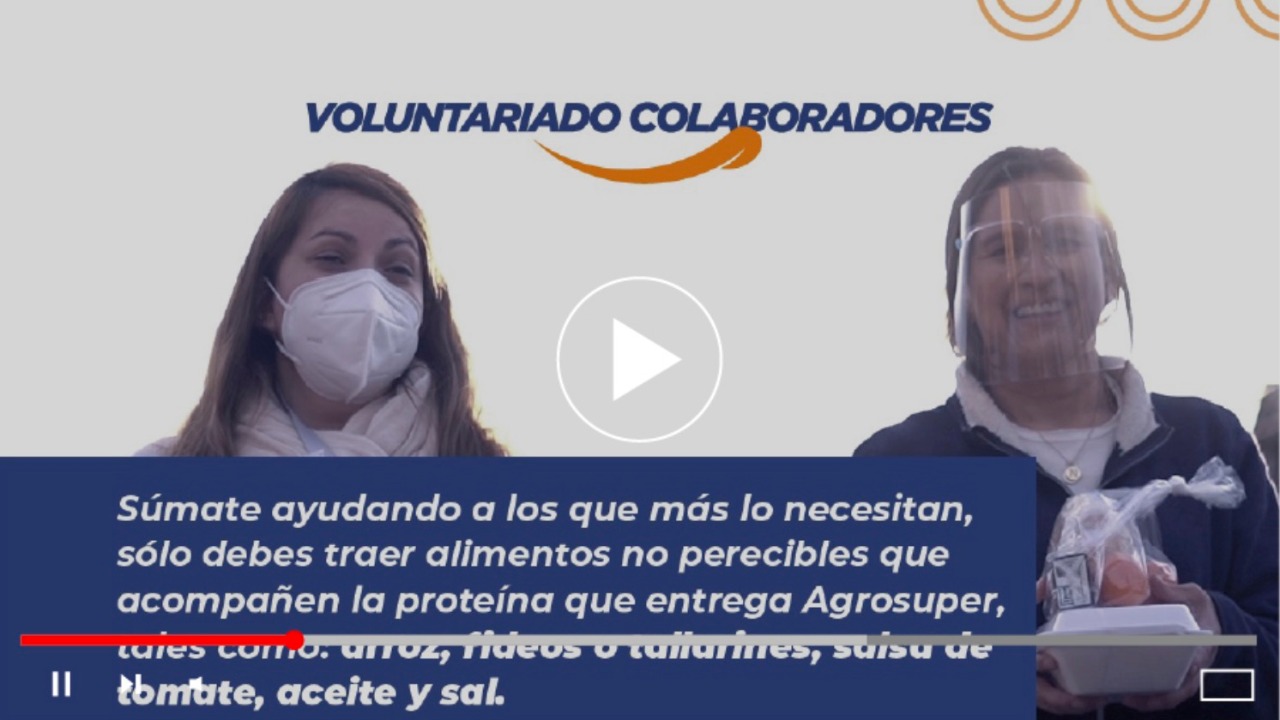 VOLUNTARIADO COLABORADORES
Súmate ayudando a los que más lo necesitan,
sólo debes traer alimentos no perecibles que
acompañen la proteína que entrega Agrosuper,
tales como: arroz, fideos o tallarines, salsa de
tomate, aceite y sal.